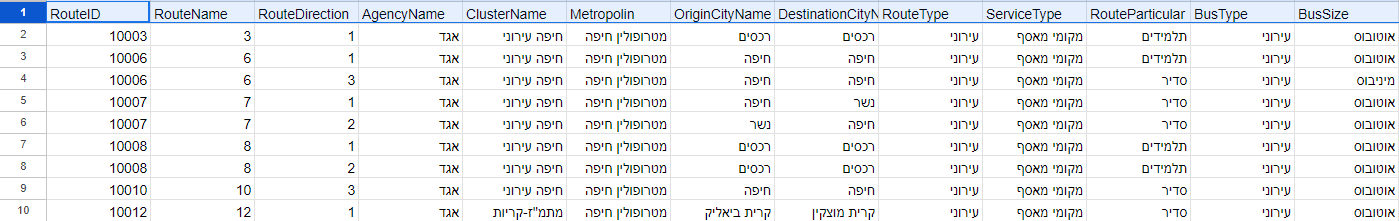 1 RouteID RouteName RouteDirection AgencyName ClusterName Metropolin OriginCityName DestinationCityN RouteType ServiceType RouteParticular BusType BusSize
2 10003 3 1 אגד חיפה עירוני מטרופולין חיפה רכסים רכסים עירוני מקומי מאסף תלמידים עירוני אוטובוס
3 10006 6 1 אגד חיפה עירוני מטרופולין חיפה חיפה חיפה עירוני מקומי מאסף תלמידים עירוני אוטובוס
4 10006 6 3 אגד חיפה עירוני מטרופולין חיפה חיפה חיפה עירוני מקומי מאסף סדיר עירוני מיניבוס
5 10007 7 1 אגד חיפה עירוני מטרופולין חיפה חיפה נשר עירוני מקומי מאסף סדיר עירוני אוטובוס
6 10007 7 2 אגד חיפה עירוני מטרופולין חיפה נשר חיפה עירוני מקומי מאסף סדיר עירוני אוטובוס
7 10008 8 1 אגד חיפה עירוני מטרופולין חיפה רכסים רכסים עירוני מקומי מאסף תלמידים עירוני אוטובוס
8 10008 8 2 אגד חיפה עירוני מטרופולין חיפה רכסים רכסים עירוני מקומי מאסף תלמידים עירוני אוטובוס
9 10010 10 3 אגד חיפה עירוני מטרופולין חיפה חיפה חיפה עירוני מקומי מאסף סדיר עירוני אוטובוס
10 10012 12 1 אגד מתמ"ז-קריות מטרופולין חיפה קרית ביאליק קרית מוצקין עירוני מקומי מאסף סדיר עירוני אוטובוס